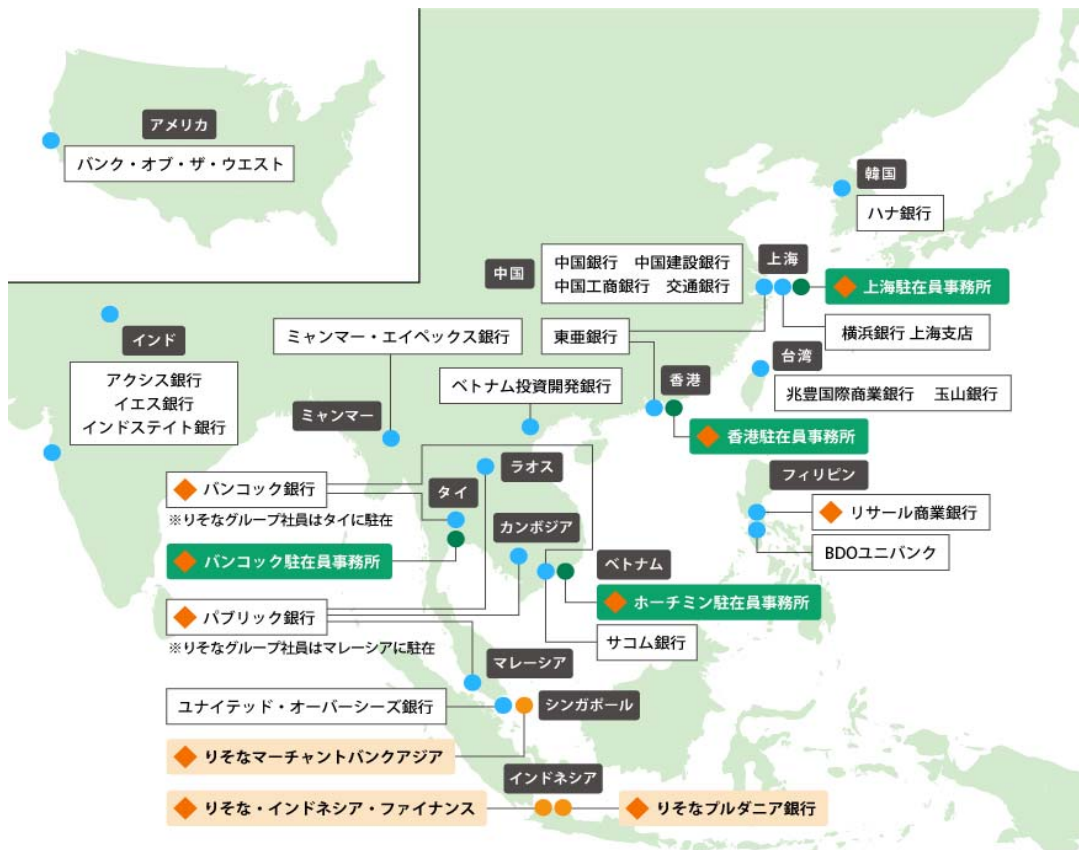 アメリカ
バンク・オブ・ザ・ウエスト
韓国
ハナ銀行
中国
中国銀行 中国建設銀行
中国工商銀行 交通銀行
上海
上海駐在員事務所
横浜銀行 上海支店
東亜銀行
インド
アクシス銀行
イエス銀行
インドステイト銀行
ミャンマー・エイペックス銀行
ミャンマー
ベトナム投資開発銀行
香港
香港駐在員事務所
台湾
兆豊国際商業銀行 玉山銀行
フィリピン
リサール商業銀行
BDOユニバンク
ラオス
タイ
バンコック銀行
※りそなグループ社員はタイに駐在
バンコック駐在員事務所
カンボジア
ベトナム
ホーチミン駐在員事務所
サコム銀行
パブリック銀行
※りそなグループ社員はマレーシアに駐在
マレーシア
ユナイテッド・オーバーシーズ銀行
シンガポール
りそなマーチャントバンクアジア
インドネシア
りそな・インドネシア・ファイナンス
りそなプルダニア銀行